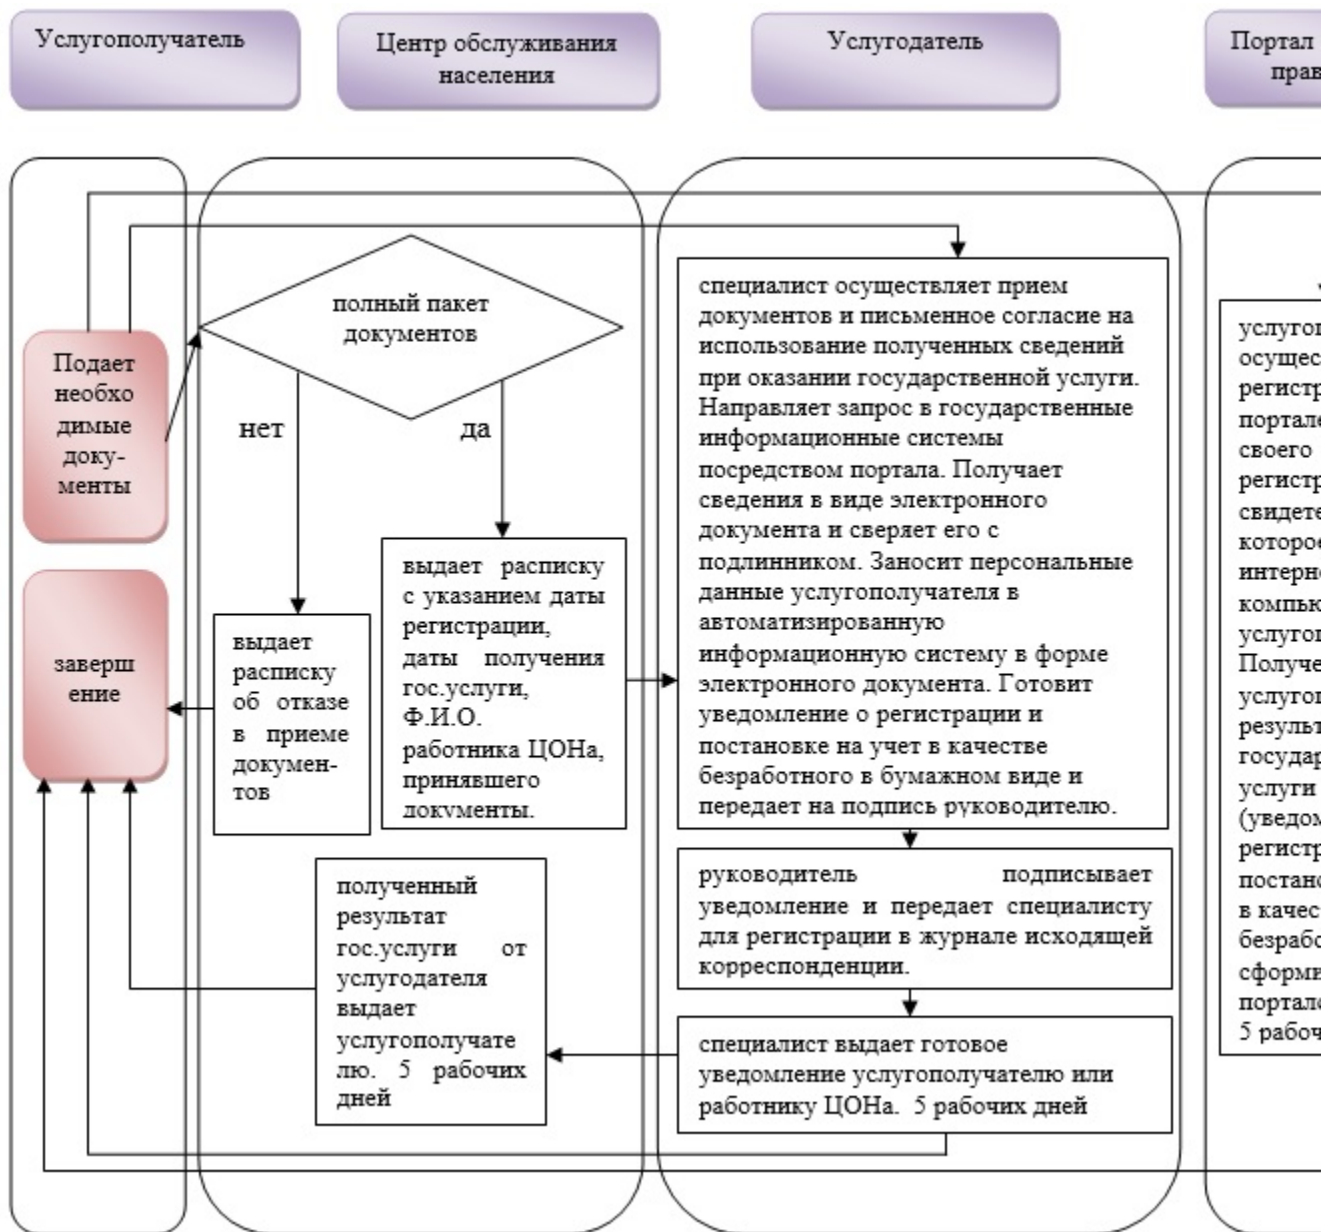 Услугополучатель
Центр обслуживания
населения
Услугодатель
Портал
Подает
необхо
димые
доку-
менты
заверш
ение
полный пакет
документов
нет
да
выдает
расписку
об отказе
в приеме
докумен-
тов
выдает расписку
с указанием даты
регистрации,
даты получения
гос.услуги,
Ф.И.О.
работника ЦОНа,
принявшего
документы.
полученный
результат
гос.услуги от
услугодателя
выдает
услугополучате
лю. 5 рабочих
дней
специалист осуществляет прием
документов и письменное согласие на
использование полученных сведений
при оказании государственной услуги.
Направляет запрос в государственные
информационные системы
посредством портала. Получает
сведения в виде электронного
документа и сверяет его с
подлинником. Заносит персональные
данные услугополучателя в
автоматизированную
информационную систему в форме
электронного документа. Готовит
уведомление о регистрации и
постановке на учет в качестве
безработного в бумажном виде и
передает на подпись руководителю.
руководитель подписывает
уведомление и передает специалисту
для регистрации в журнале исходящей
корреспонденции.
специалист выдает готовое
уведомление услугополучателю или
работнику ЦОНа. 5 рабочих дней
своего
услуги
в
5